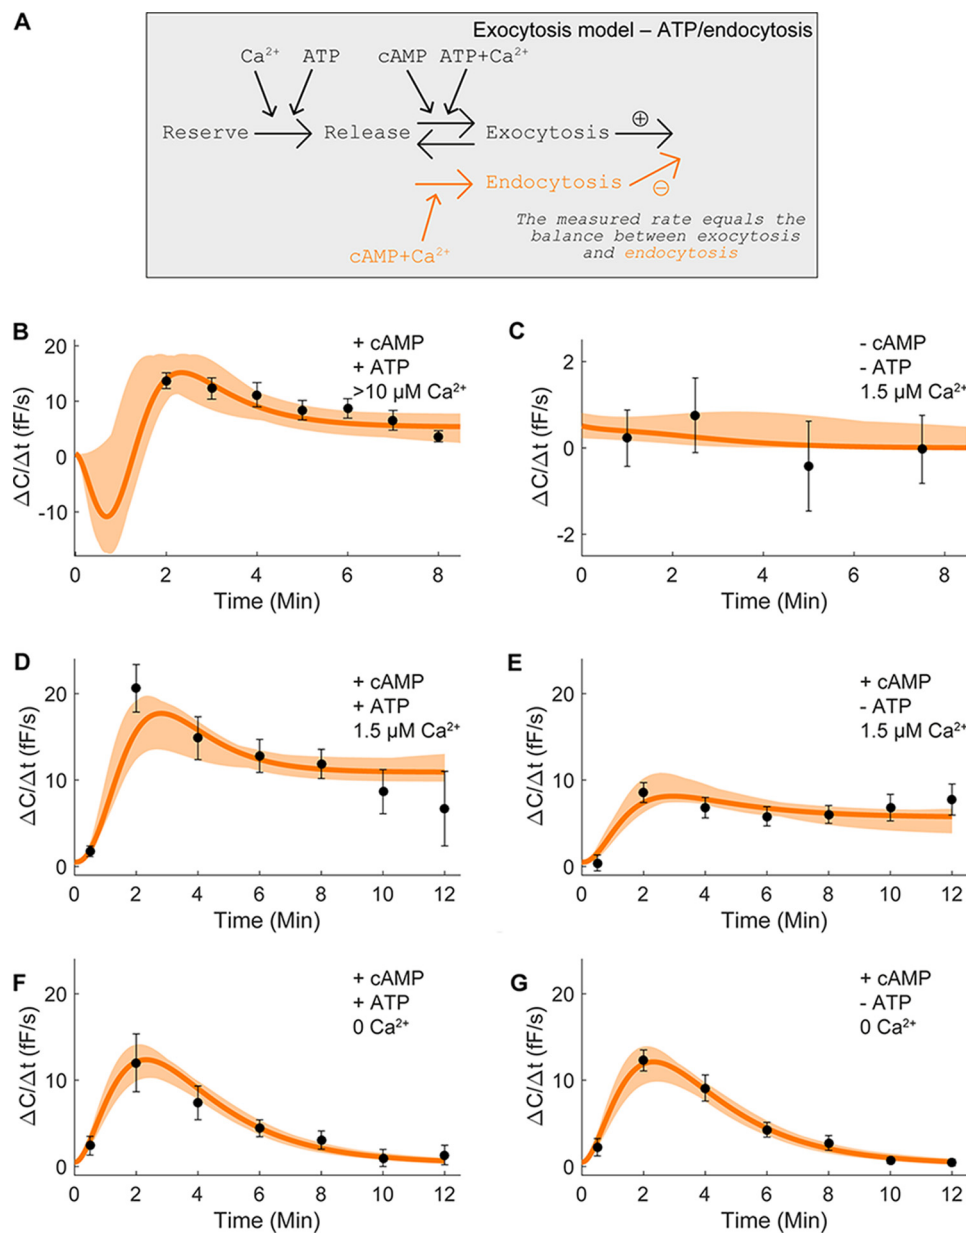 A
Exocytosis model – ATP/endocytosis
Ca²⁺ ATP cAMP ATP+Ca²⁺
Reserve Release Exocytosis ⊕
Endocytosis ⊖
cAMP+Ca²⁺
The measured rate equals the
balance between exocytosis
and endocytosis
B
+ cAMP
+ ATP
>10 µM Ca²⁺
ΔC/Δt (fF/s)
20
10
0
-10
0 2 4 6 8
Time (Min)
C
- cAMP
- ATP
1.5 µM Ca²⁺
ΔC/Δt (fF/s)
2
0
-2
0 2 4 6 8
Time (Min)
D
+ cAMP
+ ATP
1.5 µM Ca²⁺
ΔC/Δt (fF/s)
20
10
0
0 2 4 6 8 10 12
Time (Min)
E
+ cAMP
- ATP
1.5 µM Ca²⁺
ΔC/Δt (fF/s)
20
10
0
0 2 4 6 8 10 12
Time (Min)
F
+ cAMP
+ ATP
0 Ca²⁺
ΔC/Δt (fF/s)
20
10
0
0 2 4 6 8 10 12
Time (Min)
G
+ cAMP
- ATP
0 Ca²⁺
ΔC/Δt (fF/s)
20
10
0
0 2 4 6 8 10 12
Time (Min)